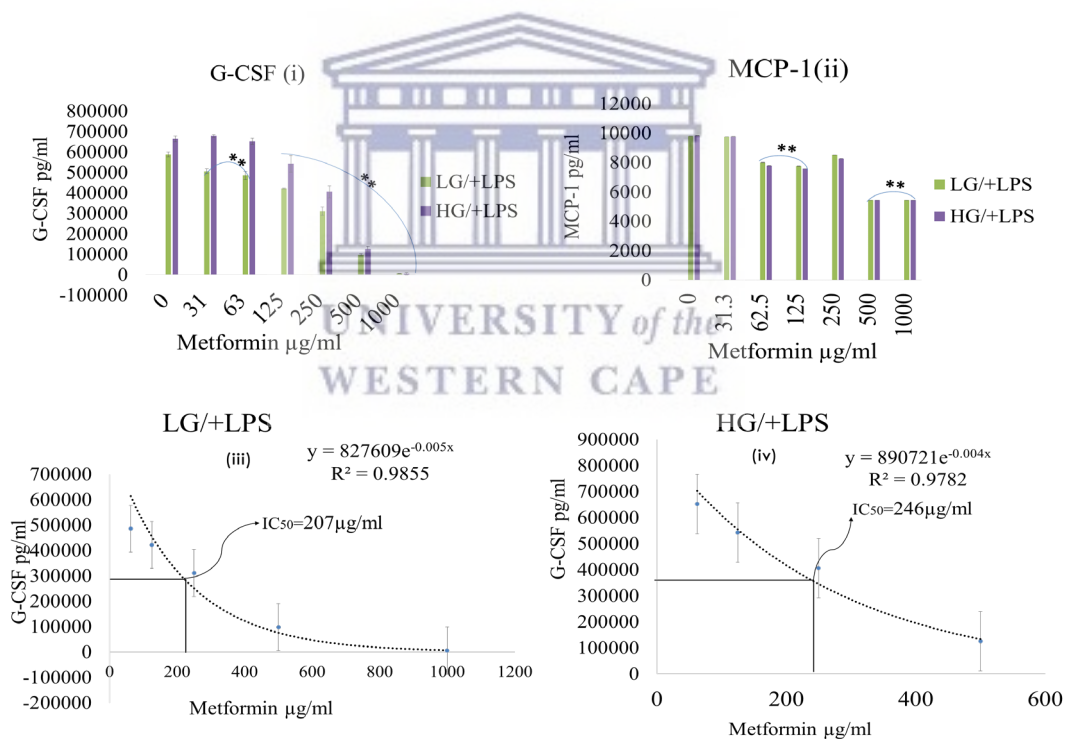 G-CSF (i)
800000
700000
600000
500000
400000
300000
200000
100000
0
-100000
G-CSF pg/ml
**
**
LG/+LPS
HG/+LPS
0
31
63
125
250
500
1000
Metformin µg/ml
MCP-1(ii)
12000
10000
8000
6000
4000
2000
0
MCP-1 pg/ml
**
**
LG/+LPS
HG/+LPS
0
31.3
62.5
125
250
500
1000
Metformin µg/ml
UNIVERSITY of the
WESTERN CAPE
LG/+LPS
(iii)
y = 827609e-0.005x
R² = 0.9855
IC50=207µg/ml
700000
600000
500000
400000
300000
200000
100000
0
-100000
-200000
G-CSF pg/ml
0 200 400 600 800 1000 1200
Metformin µg/ml
HG/+LPS
(iv)
y = 890721e-0.004x
R² = 0.9782
IC50=246µg/ml
900000
800000
700000
600000
500000
400000
300000
200000
100000
0
G-CSF pg/ml
0 200 400 600
Metformin µg/ml